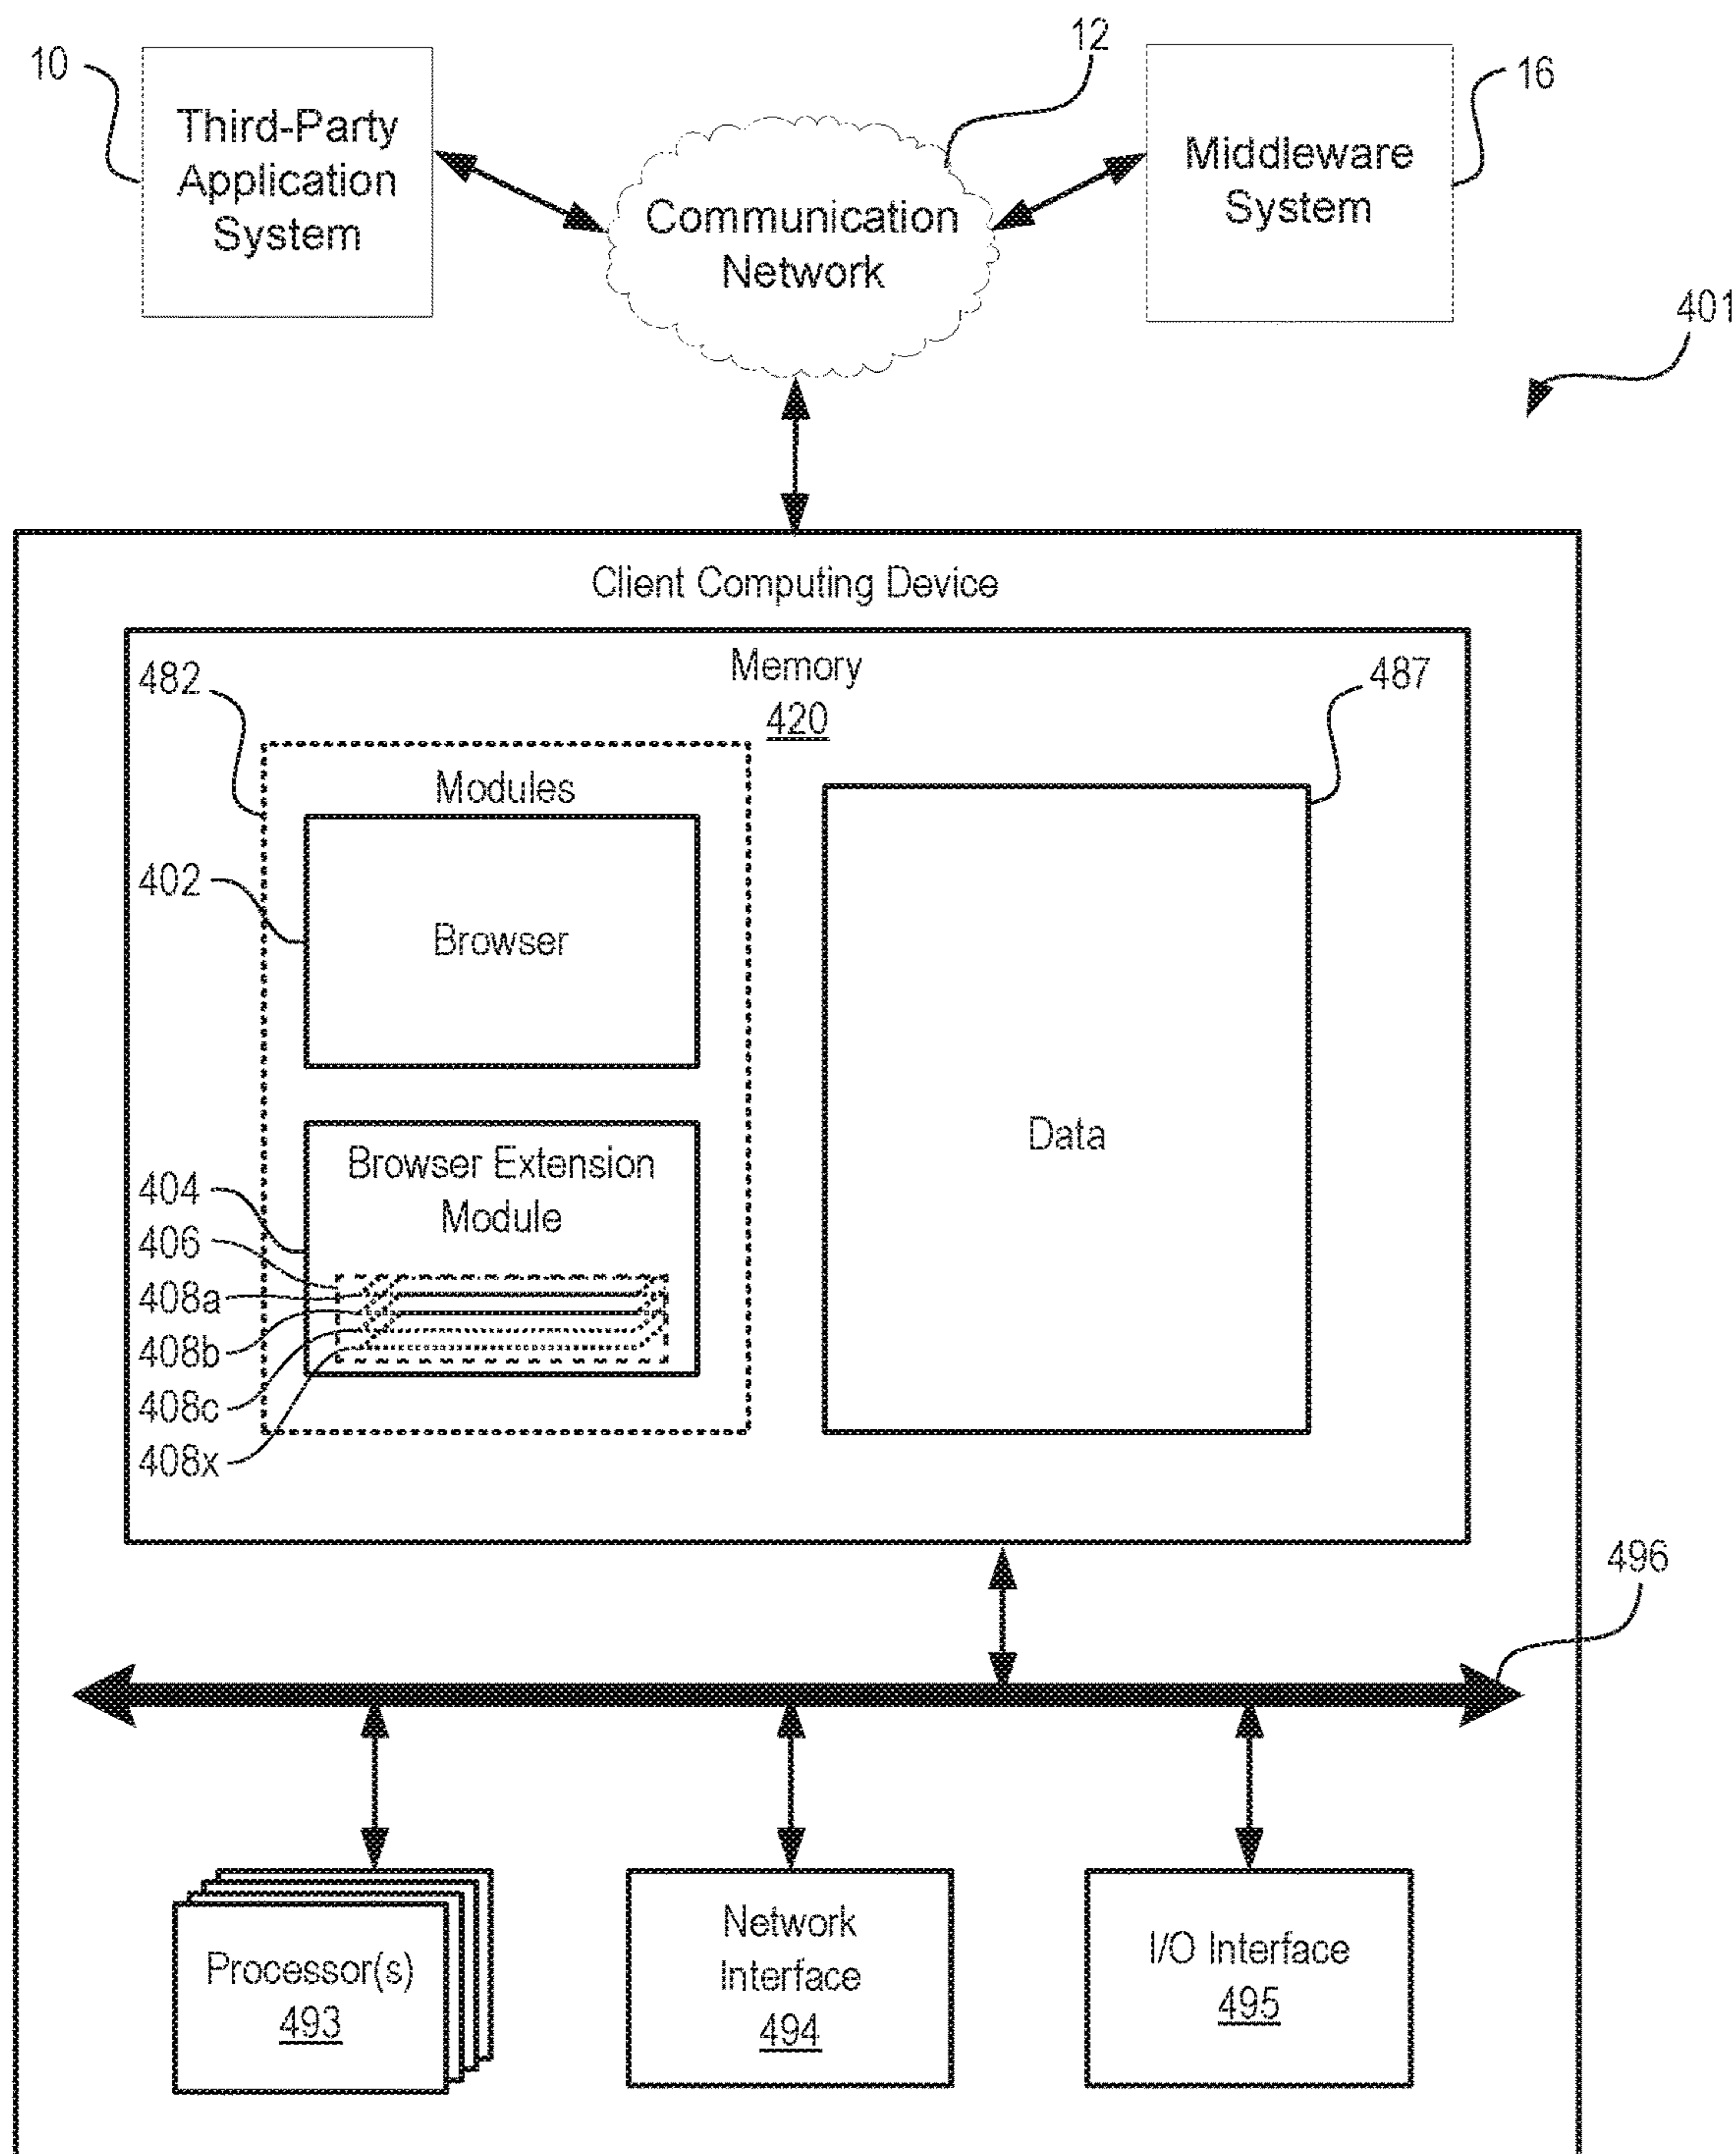 10
Third-Party
Application
System
12
Communication
Network
Middleware
System
16
401
Client Computing Device
Memory
420
482
487
Modules
402
Browser
Data
Browser Extension
Module
404
406
408a
408b
408c
408x
496
Processor(s)
493
Network
Interface
494
I/O Interface
495